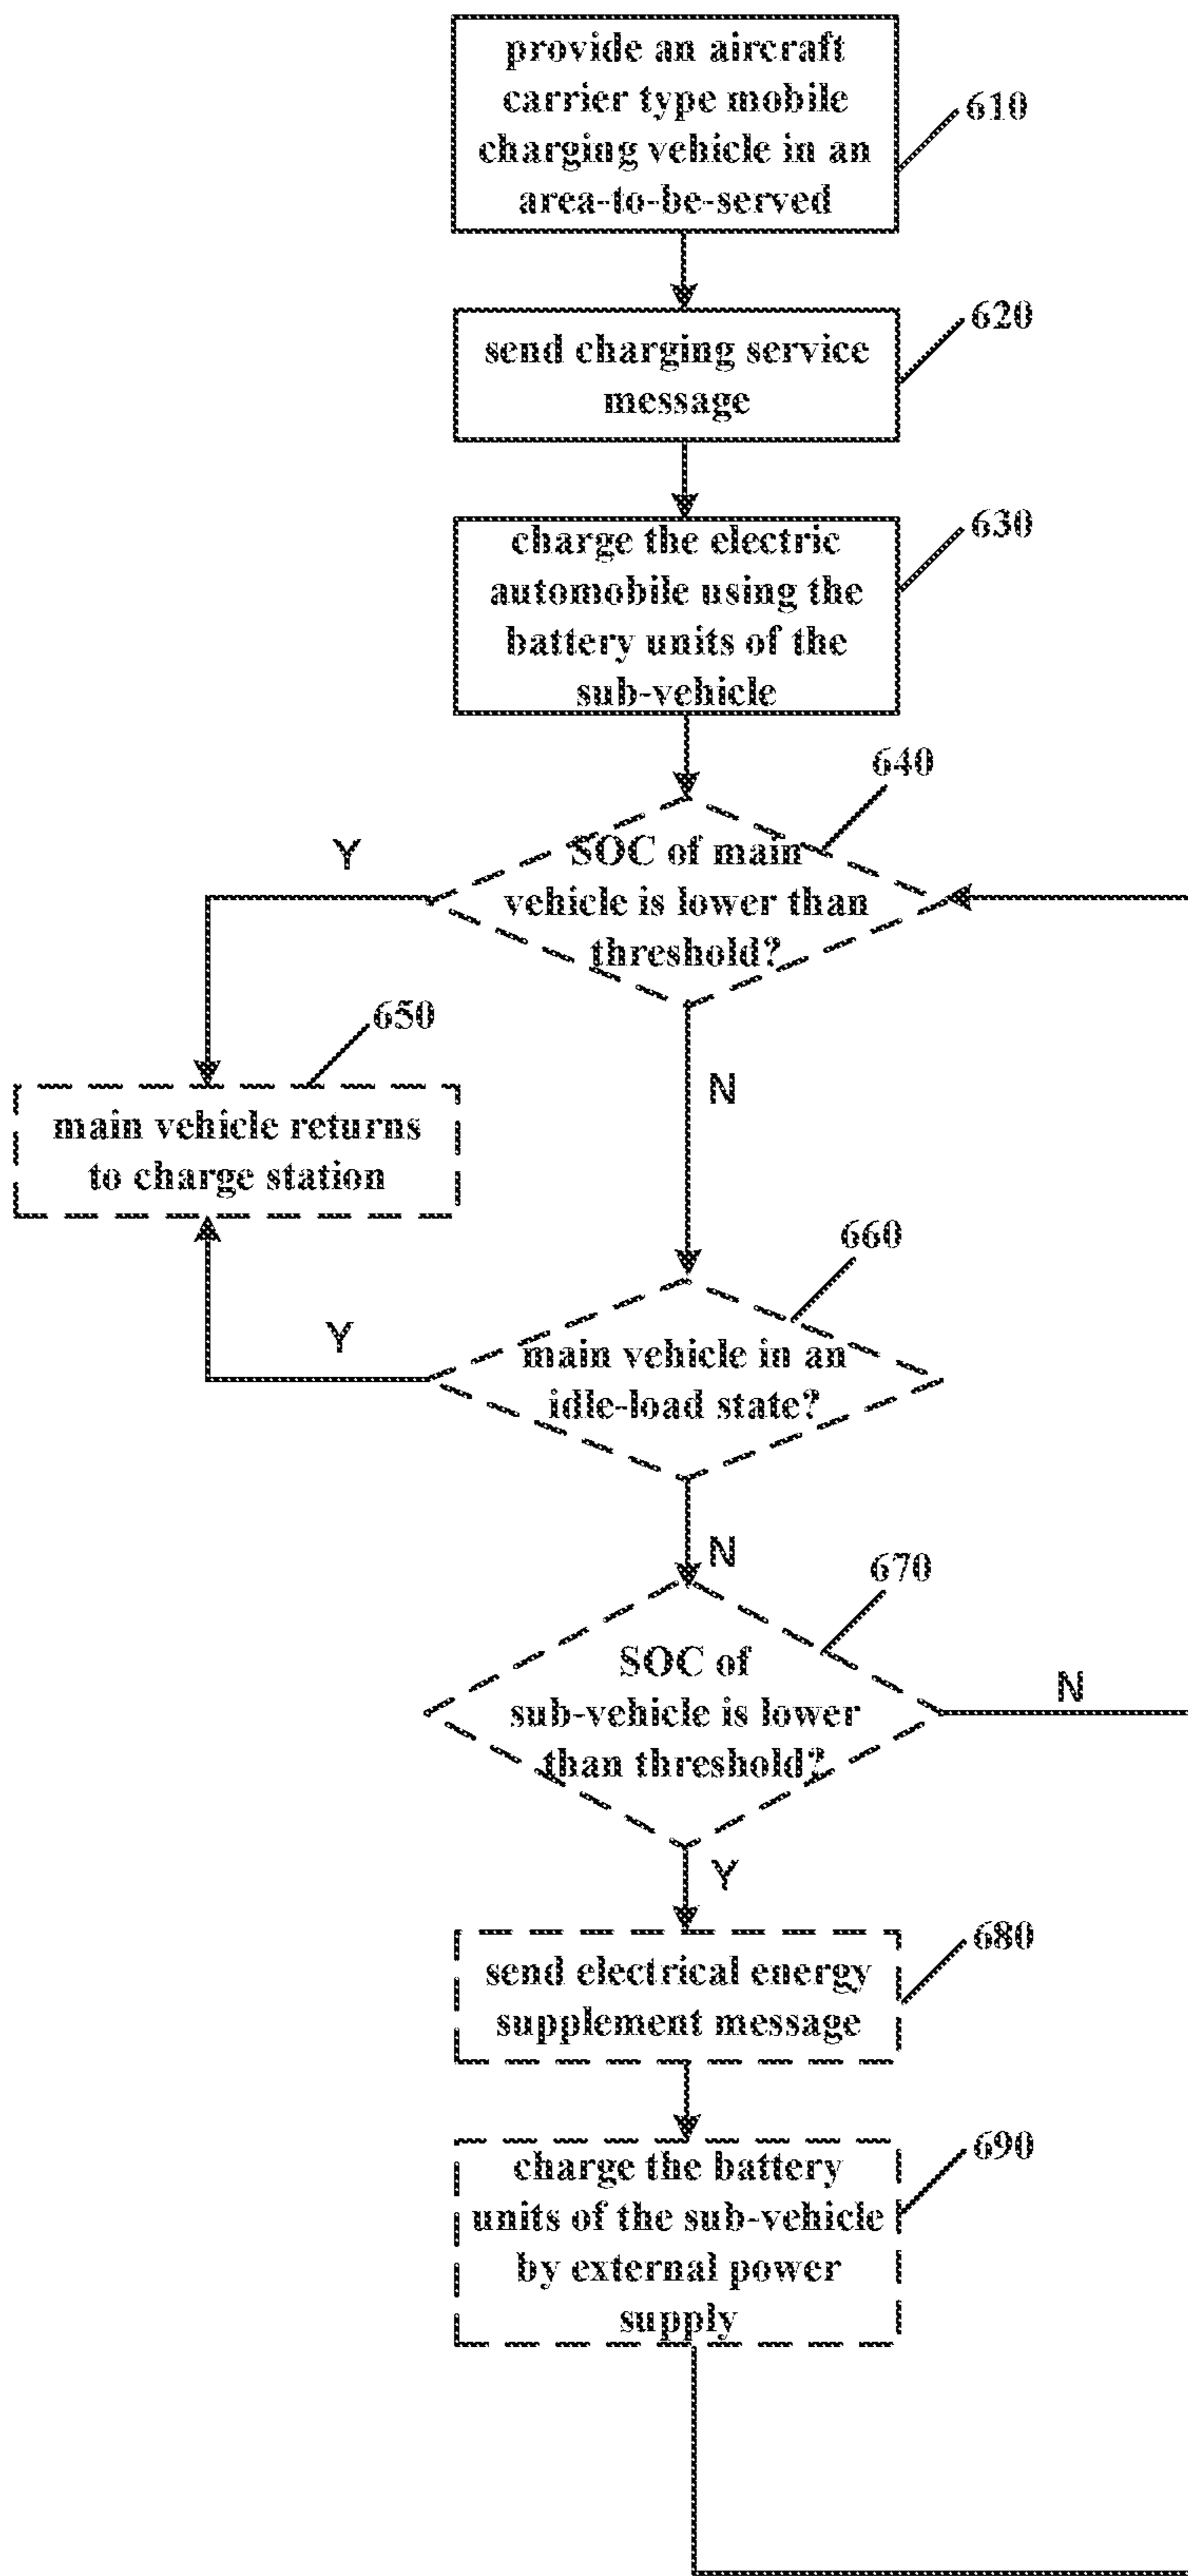 provide an aircraft
carrier type mobile
charging vehicle in an
area-to-be-served
610
send charging service
message
620
charge the electric
automobile using the
battery units of the
sub-vehicle
630
640
SOC of main
vehicle is lower than
threshold?
Y
N
650
main vehicle returns
to charge station
660
main vehicle in an
idle-load state?
Y
N
670
SOC of
sub-vehicle is lower
than threshold?
N
Y
send electrical energy
supplement message
680
charge the battery
units of the sub-vehicle
by external power
supply
690